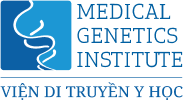 MEDICAL
GENETICS
INSTITUTE
VIỆN DI TRUYỀN Y HỌC